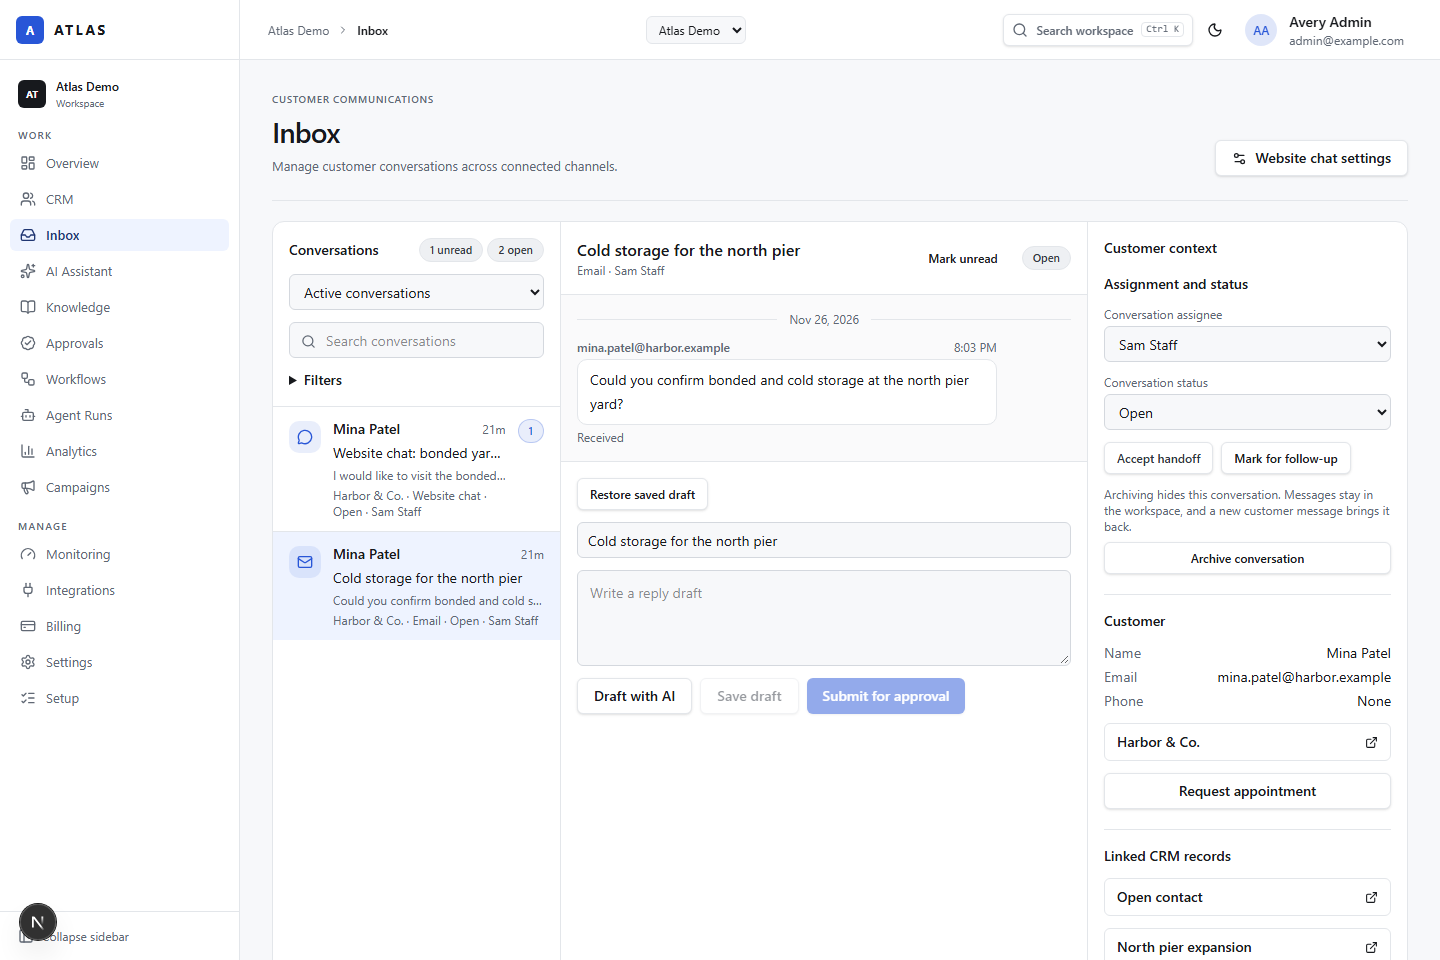 A ATLAS
Atlas Demo
Atlas Demo
Inbox
Search workspace
Ctrl K
AA
Avery Admin
admin@example.com
AT
Atlas Demo
Workspace
WORK
Overview
CRM
Inbox
AI Assistant
Knowledge
Approvals
Workflows
Agent Runs
Analytics
Campaigns
MANAGE
Monitoring
Integrations
Billing
Settings
Setup
N
ollapse sidebar
CUSTOMER COMMUNICATIONS
Inbox
Manage customer conversations across connected channels.
Website chat settings
Conversations
1 unread
2 open
Active conversations
Search conversations
Filters
Mina Patel
21m
1
Website chat: bonded yar...
I would like to visit the bonded...
Harbor & Co. · Website chat ·
Open · Sam Staff
Mina Patel
21m
Cold storage for the north pier
Could you confirm bonded and cold s...
Harbor & Co. · Email · Open · Sam Staff
Cold storage for the north pier
Email · Sam Staff
Mark unread
Open
Nov 26, 2026
mina.patel@harbor.example
8:03 PM
Could you confirm bonded and cold storage at the north pier
yard?
Received
Restore saved draft
Cold storage for the north pier
Write a reply draft
Draft with AI
Save draft
Submit for approval
Customer context
Assignment and status
Conversation assignee
Sam Staff
Conversation status
Open
Accept handoff
Mark for follow-up
Archiving hides this conversation. Messages stay in
the workspace, and a new customer message brings it
back.
Archive conversation
Customer
Name
Mina Patel
Email
mina.patel@harbor.example
Phone
None
Harbor & Co.
Request appointment
Linked CRM records
Open contact
North pier expansion